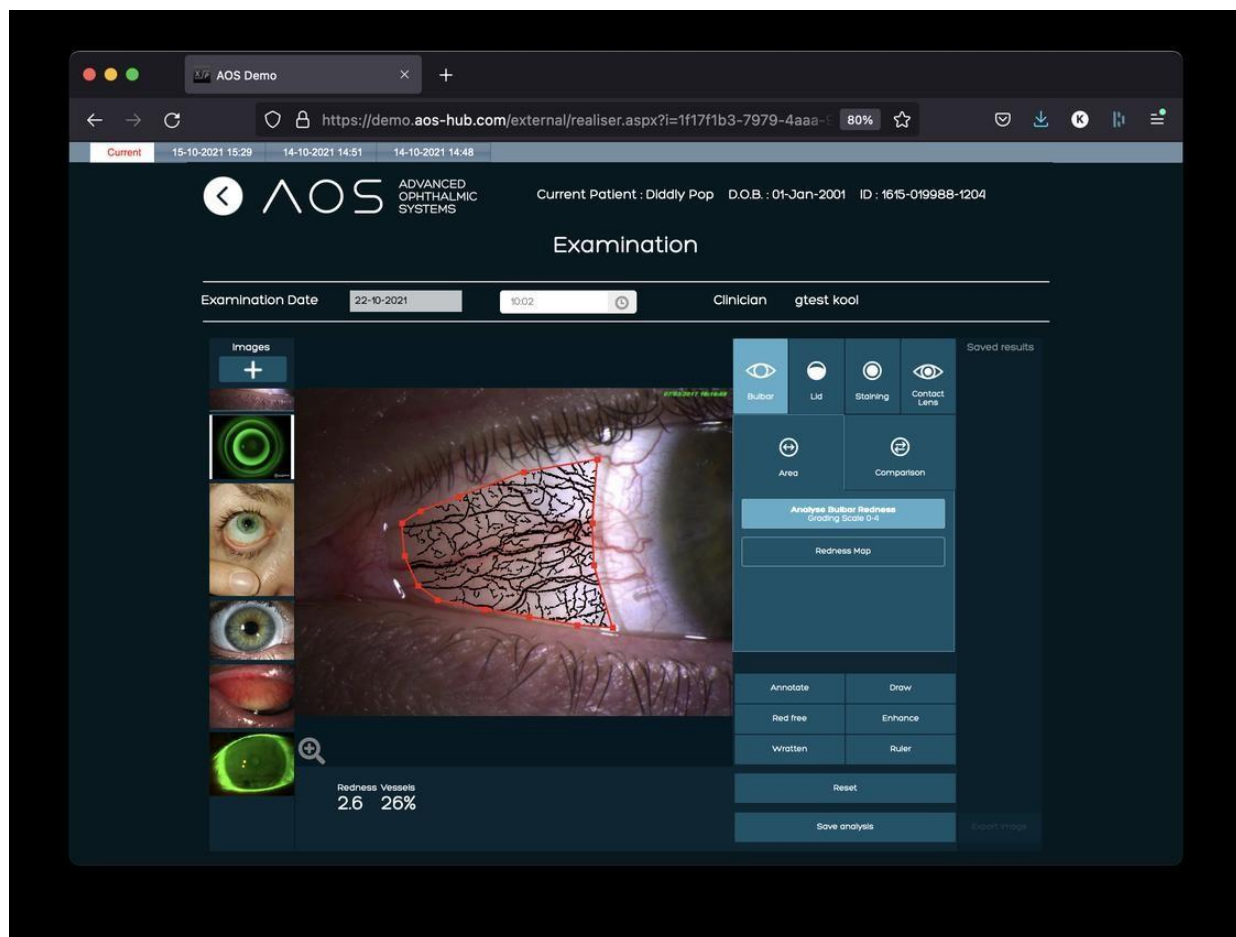 AOS Demo
https://demo.aos-hub.com/external/realiser.aspx?i=1f17f1b3-7979-4aaa-
80%
K
Current 15-10-2021 15:29 14-10-2021 14:51 14-10-2021 14:48
AOS ADVANCED
OPHTHALMIC
SYSTEMS
Current Patient : Diddly Pop D.O.B. : 01-Jan-2001 ID : 1615-019988-1204
Examination
Examination Date 22-10-2021 10:02 Clinician gtest kool
Images
Bulbar Lid Staining Contact
Lens
Saved results
Area Comparison
Analyse Bulbar Redness
Grading Scale 0-4
Redness Map
Annotate Draw
Red free Enhance
Wratten Ruler
Reset
Save analysis
Export image
Redness Vessels
2.6 26%